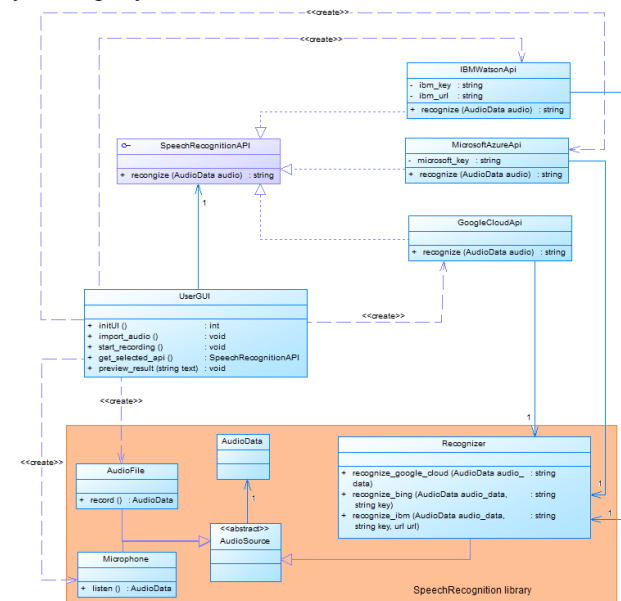 <<create>>
<<create>>
IBMWatsonApi
- ibm_key : string
- ibm_url : string
+ recognize (AudioData audio) : string
SpeechRecognitionAPI
+ recongize (AudioData audio) : string
MicrosoftAzureApi
- microsoft_key : string
+ recognize (AudioData audio) : string
1
GoogleCloudApi
+ recognize (AudioData audio) : string
UserGUI
+ initUI () : int
+ import_audio () : void
+ start_recording () : void
+ get_selected_api () : SpeechRecognitionAPI
+ preview_result (string text) : void
<<create>>
<<create>>
<<create>>
1
AudioData
Recognizer
+ recognize_google_cloud (AudioData audio_ : string
data)
+ recognize_bing (AudioData audio_data, : string
string key)
+ recognize_ibm (AudioData audio_data, : string
string key, url url)
1
1
AudioFile
+ record () : AudioData
1
<<abstract>>
AudioSource
Microphone
+ listen () : AudioData
SpeechRecognition library